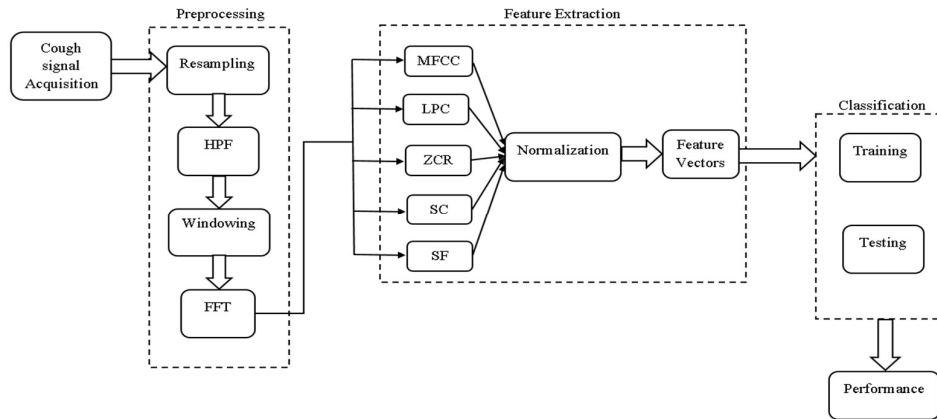 Preprocessing
Feature Extraction
Cough
signal
Acquisition
Resampling
HPF
Windowing
FFT
MFCC
LPC
ZCR
SC
SF
Normalization
Feature
Vectors
Classification
Training
Testing
Performance